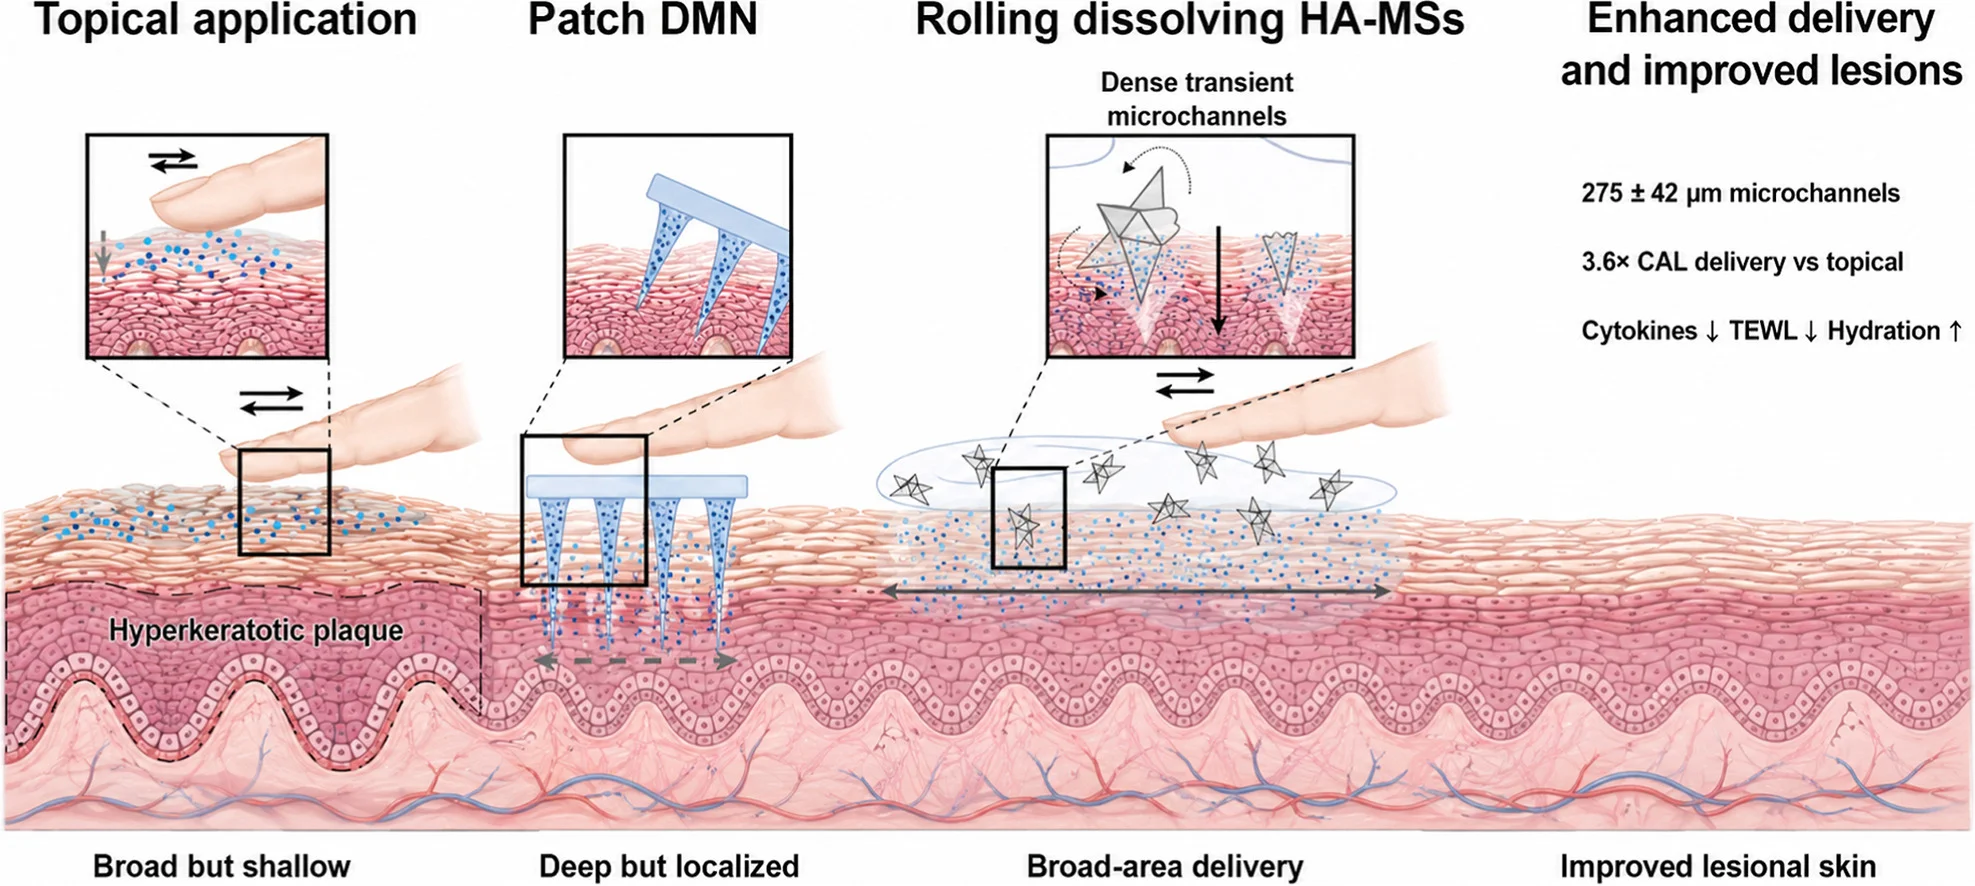 Topical application
Patch DMN
Rolling dissolving HA-MSs
Enhanced delivery
and improved lesions
Dense transient
microchannels
275 ± 42 µm microchannels
3.6× CAL delivery vs topical
Cytokines ↓ TEWL ↓ Hydration ↑
Hyperkeratotic plaque
Broad but shallow
Deep but localized
Broad-area delivery
Improved lesional skin